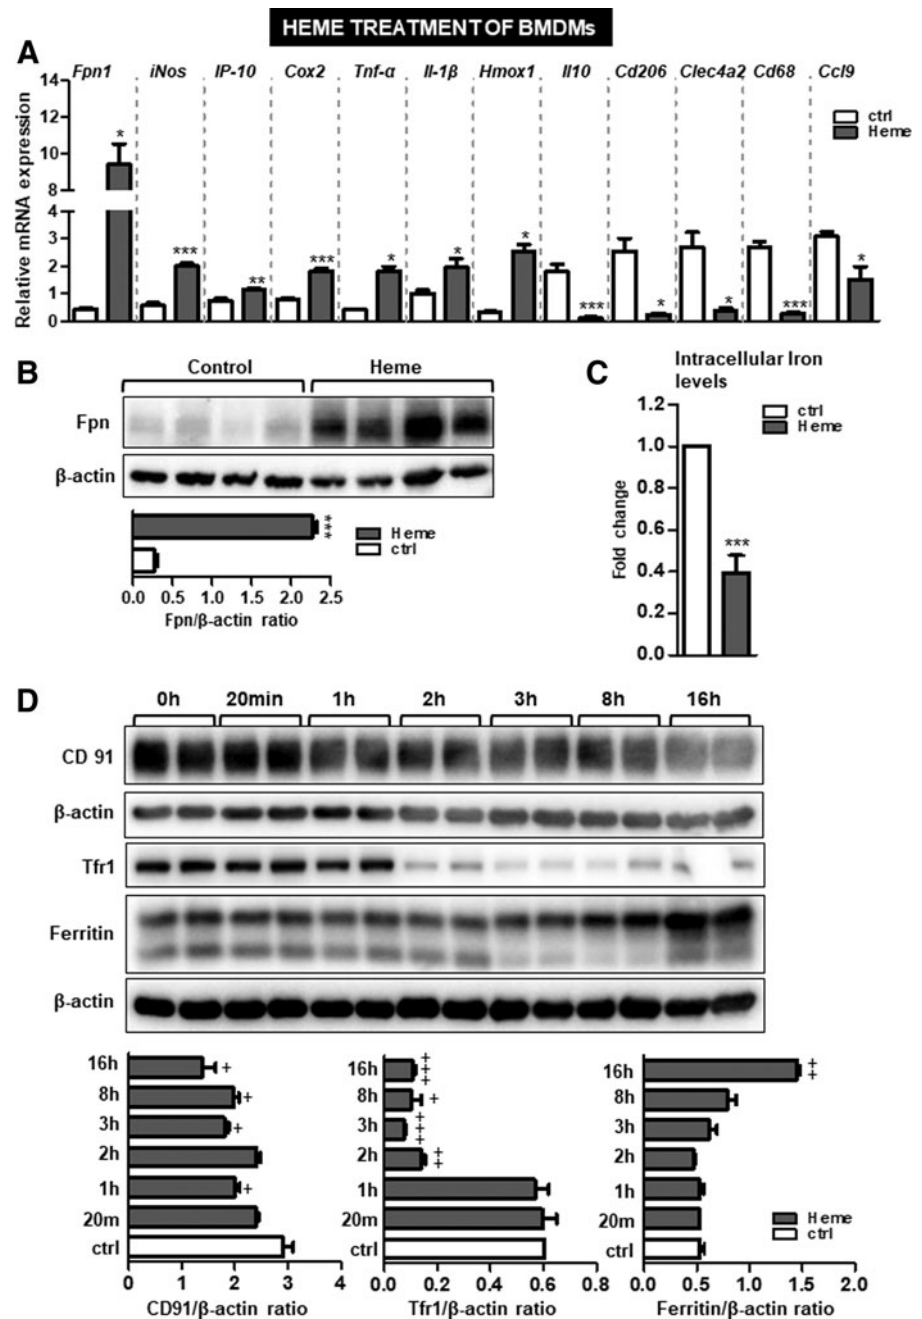 HEME TREATMENT OF BMDMs
A
Fpn1 iNos IP-10 Cox2 Tnf-α Il-1β Hmox1 Il10 Cd206 Clec4a2 Cd68 Ccl9
Relative mRNA expression
14
12
10
8
4
3
2
1
0
* *** ** *** * * * *** * * *** *
ctrl
Heme
B
Control Heme
Fpn
β-actin
***
Heme
ctrl
0.0 0.5 1.0 1.5 2.0 2.5
Fpn/β-actin ratio
C
Intracellular Iron
levels
ctrl
Heme
Fold change
1.2
1.0
0.8
0.6
0.4
0.2
0.0
***
D
0h 20min 1h 2h 3h 8h 16h
CD 91
β-actin
Tfr1
Ferritin
β-actin
16h +
8h +
3h +
2h
1h +
20m
ctrl
0 1 2 3 4
CD91/β-actin ratio
16h +++
8h +
3h +++
2h ++
1h
20m
ctrl
0.0 0.2 0.4 0.6 0.8
Tfr1/β-actin ratio
16h ++
8h
3h
2h
1h
20m
ctrl
Heme
ctrl
0.0 0.5 1.0 1.5 2.0
Ferritin/β-actin ratio